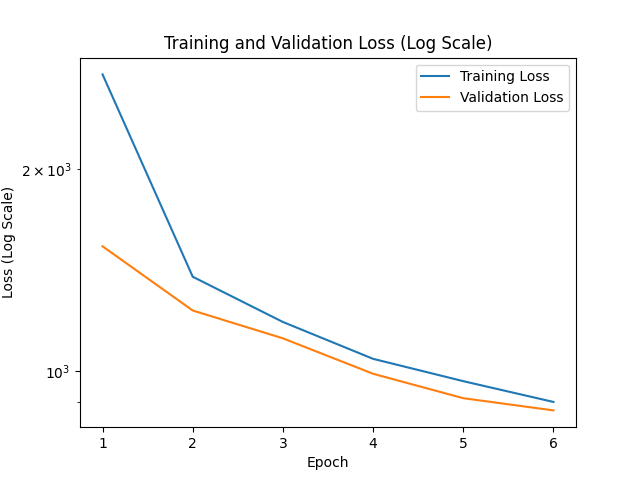 Training and Validation Loss (Log Scale)
Training Loss
Validation Loss
Loss (Log Scale)
2 × 10³
10³
1 2 3 4 5 6
Epoch